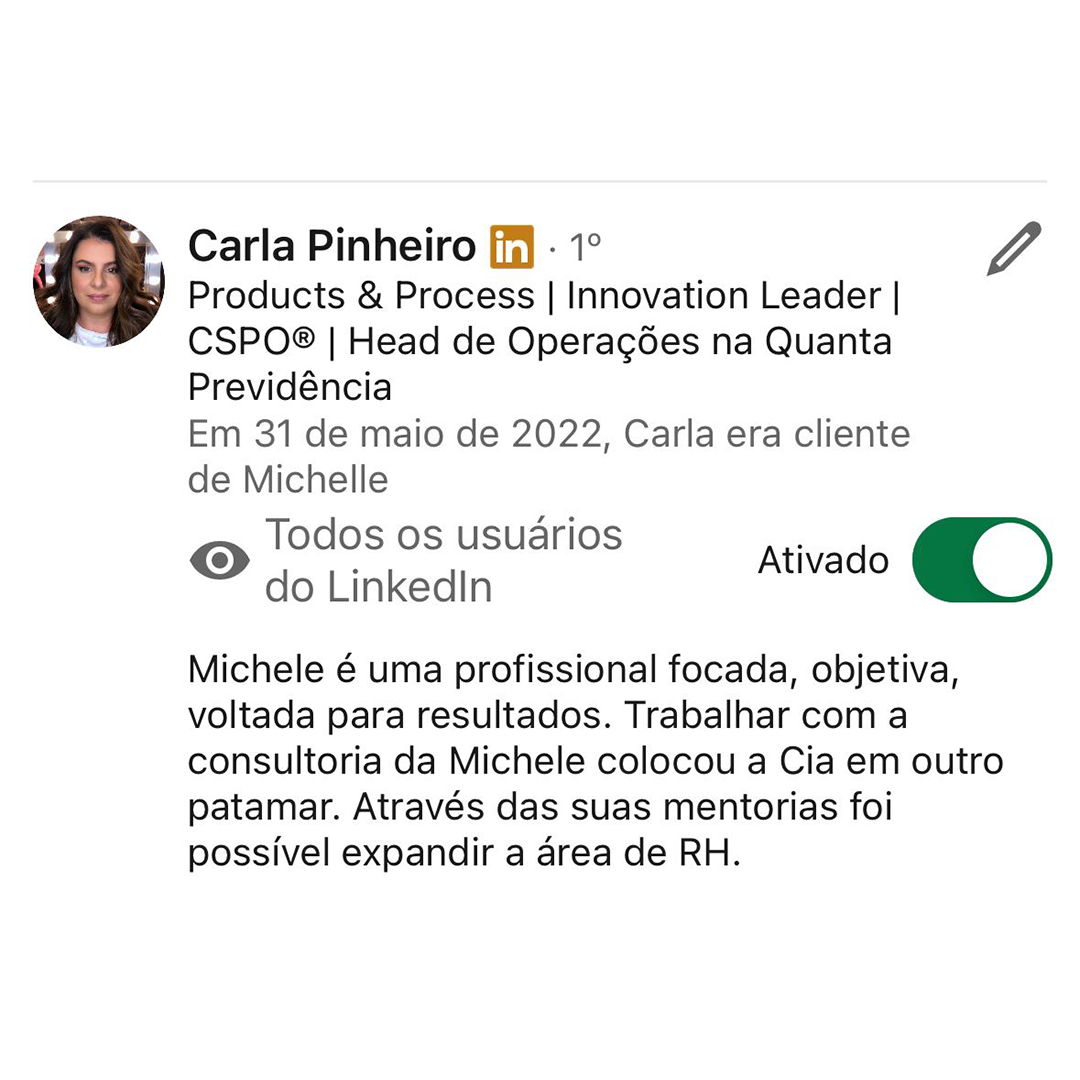 Carla Pinheiro in · 1º
Products & Process | Innovation Leader |
CSPO® | Head de Operações na Quanta
Previdência
Em 31 de maio de 2022, Carla era cliente
de Michelle
Todos os usuários
do LinkedIn
Ativado
Michele é uma profissional focada, objetiva,
voltada para resultados. Trabalhar com a
consultoria da Michele colocou a Cia em outro
patamar. Através das suas mentorias foi
possível expandir a área de RH.